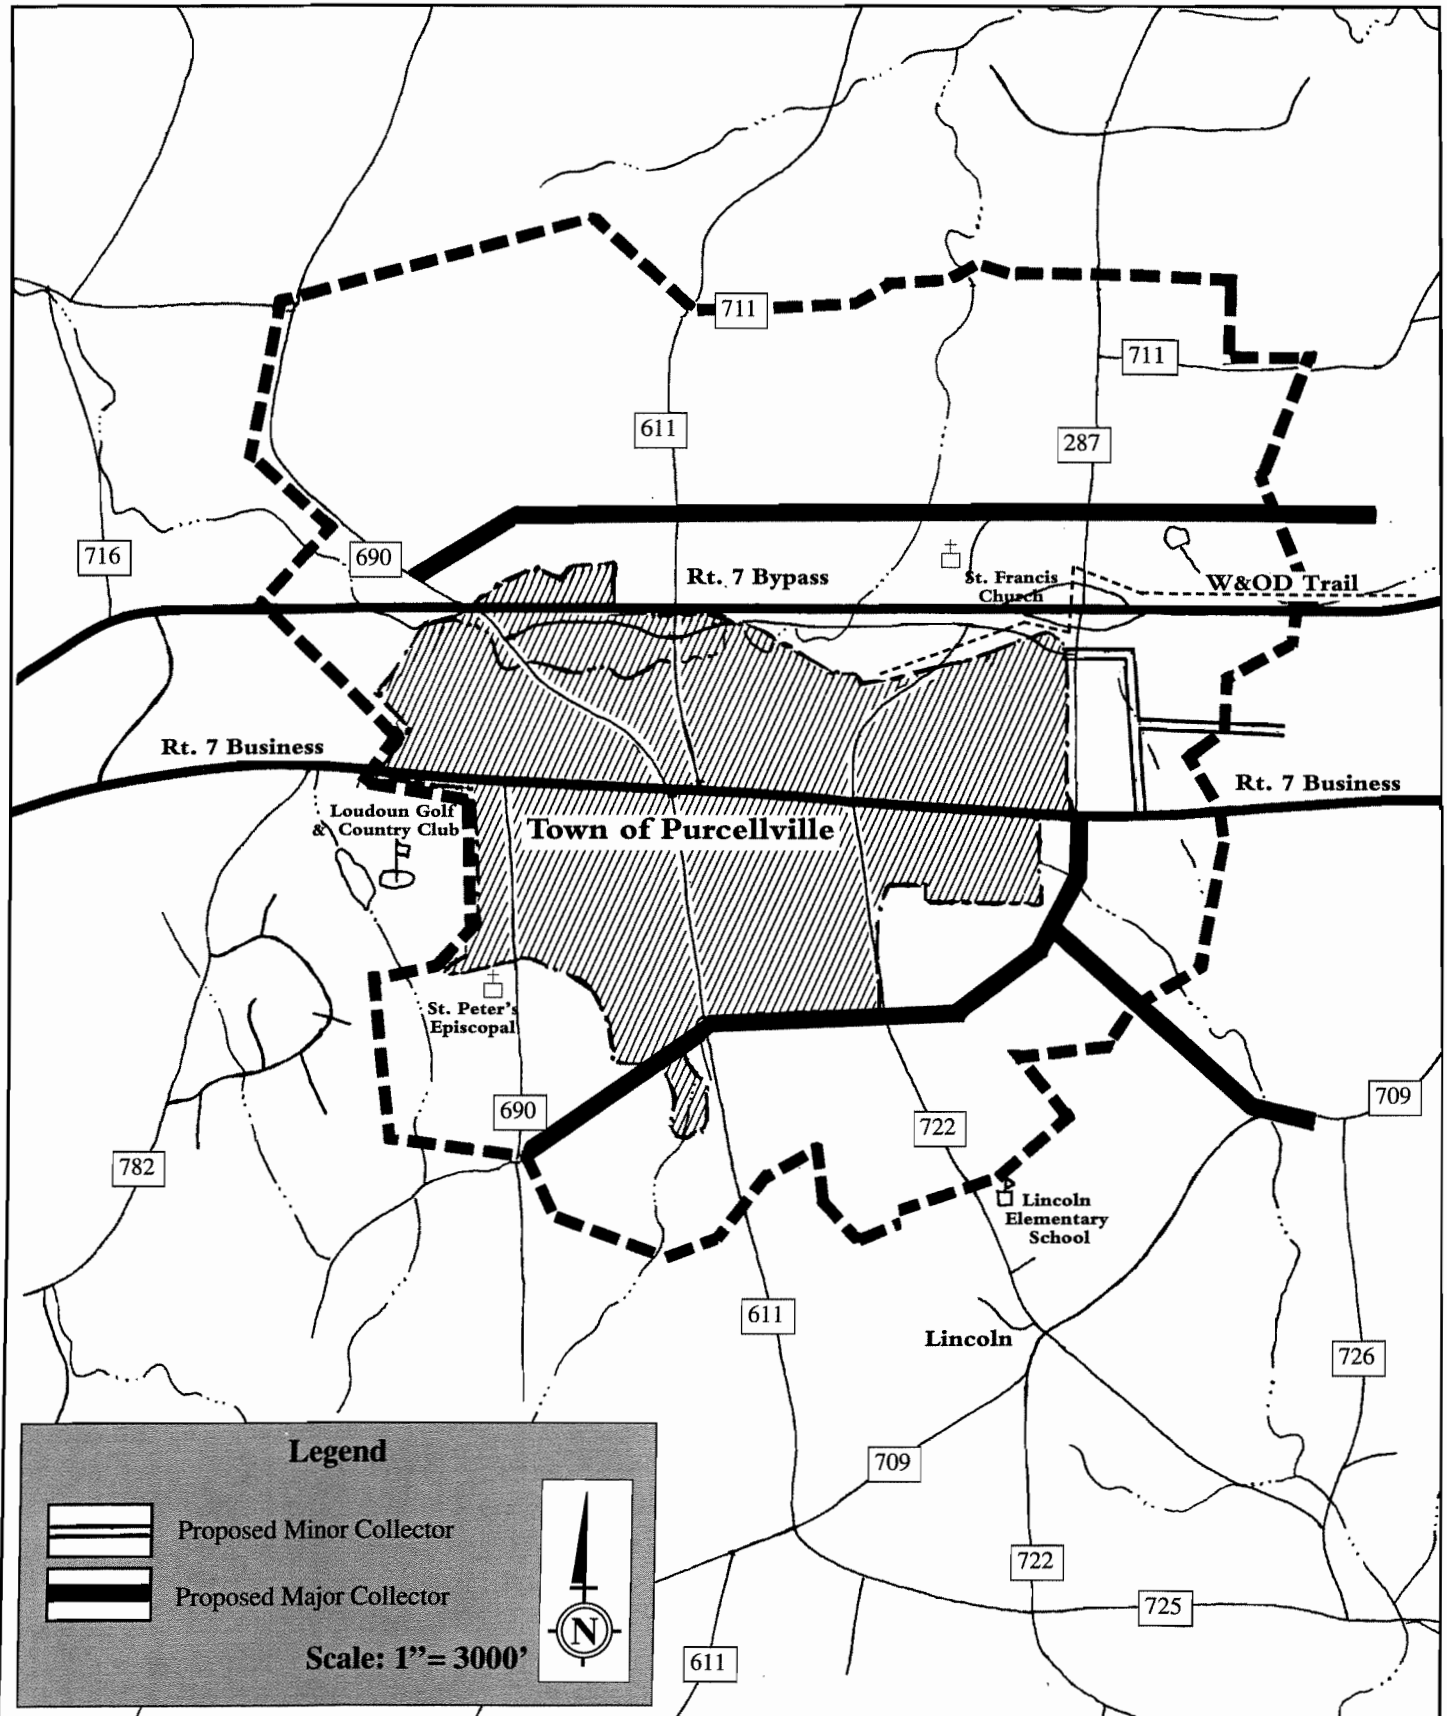 711
711
611
287
716
690
Rt. 7 Bypass
St. Francis
Church
W&OD Trail
Rt. 7 Business
Rt. 7 Business
Loudoun Golf
& Country Club
Town of Purcellville
St. Peter's
Episcopal
690
722
709
782
Lincoln
Elementary
School
611
Lincoln
726
709
722
725
611
Legend
Proposed Minor Collector
Proposed Major Collector
Scale: 1”= 3000’
N